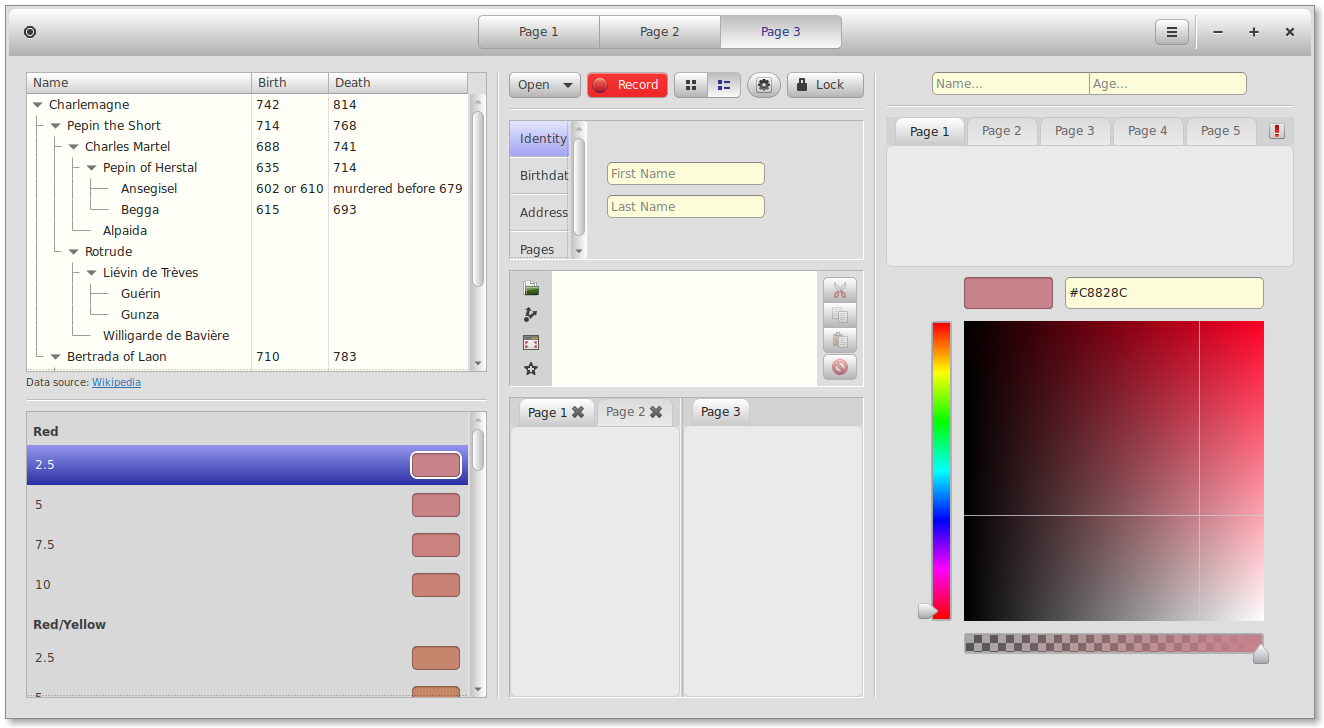 Page 1 Page 2 Page 3
Name Birth Death
Charlemagne 742 814
Pepin the Short 714 768
Charles Martel 688 741
Pepin of Herstal 635 714
Ansegisel 602 or 610 murdered before 679
Begga 615 693
Alpaida
Rotrude
Liévin de Trèves
Guérin
Gunza
Willigarde de Bavière
Bertrada of Laon 710 783
Data source: Wikipedia
Red
2.5
5
7.5
10
Red/Yellow
2.5
5
Open Record Lock
Identity
Birthdat
Address
Pages
First Name
Last Name
Page 1 Page 2 Page 3
Name... Age...
Page 1 Page 2 Page 3 Page 4 Page 5
#C8828C